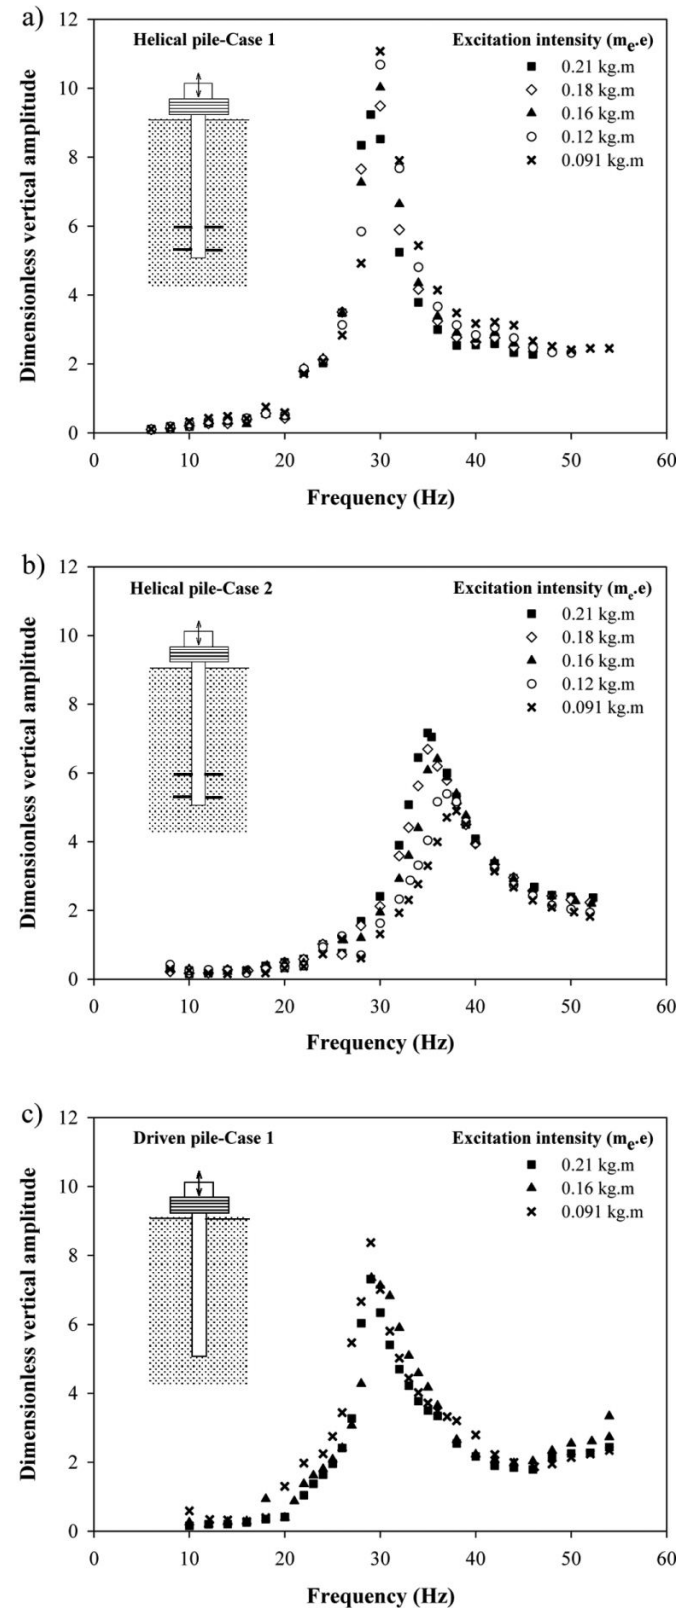 a)
Helical pile-Case 1
Excitation intensity (mₑ.e)
0.21 kg.m
0.18 kg.m
0.16 kg.m
0.12 kg.m
0.091 kg.m
Dimensionless vertical amplitude
12
10
8
6
4
2
0
0 10 20 30 40 50 60
Frequency (Hz)
b)
Helical pile-Case 2
Excitation intensity (mₑ.e)
0.21 kg.m
0.18 kg.m
0.16 kg.m
0.12 kg.m
0.091 kg.m
Dimensionless vertical amplitude
12
10
8
6
4
2
0
0 10 20 30 40 50 60
Frequency (Hz)
c)
Driven pile-Case 1
Excitation intensity (mₑ.e)
0.21 kg.m
0.16 kg.m
0.091 kg.m
Dimensionless vertical amplitude
12
10
8
6
4
2
0
0 10 20 30 40 50 60
Frequency (Hz)